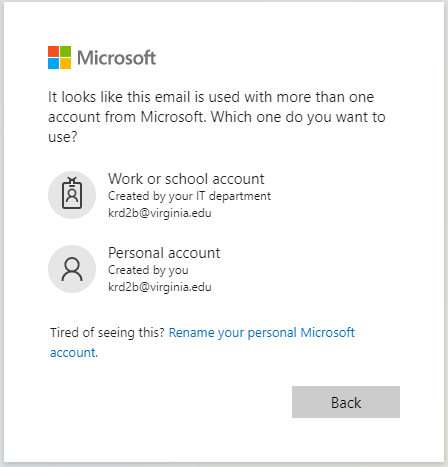 Microsoft
It looks like this email is used with more than one
account from Microsoft. Which one do you want to
use?
Work or school account
Created by your IT department
krd2b@virginia.edu
Personal account
Created by you
krd2b@virginia.edu
Tired of seeing this? Rename your personal Microsoft
account.
Back